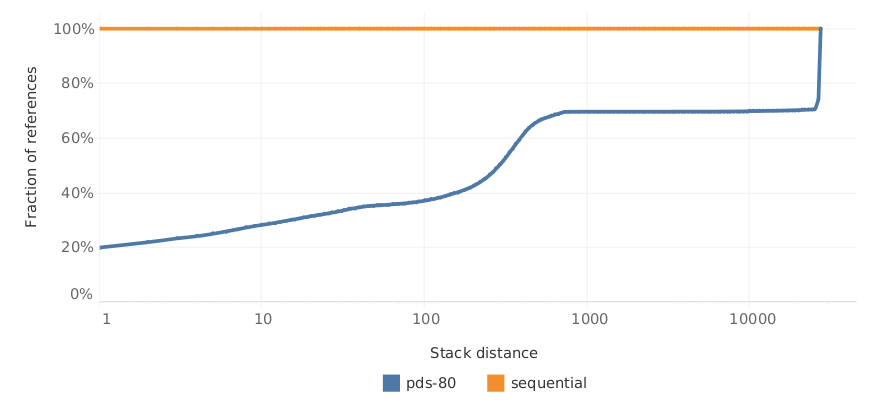 100%
80%
60%
40%
20%
0%
Fraction of references
1 10 100 1000 10000
Stack distance
pds-80 sequential